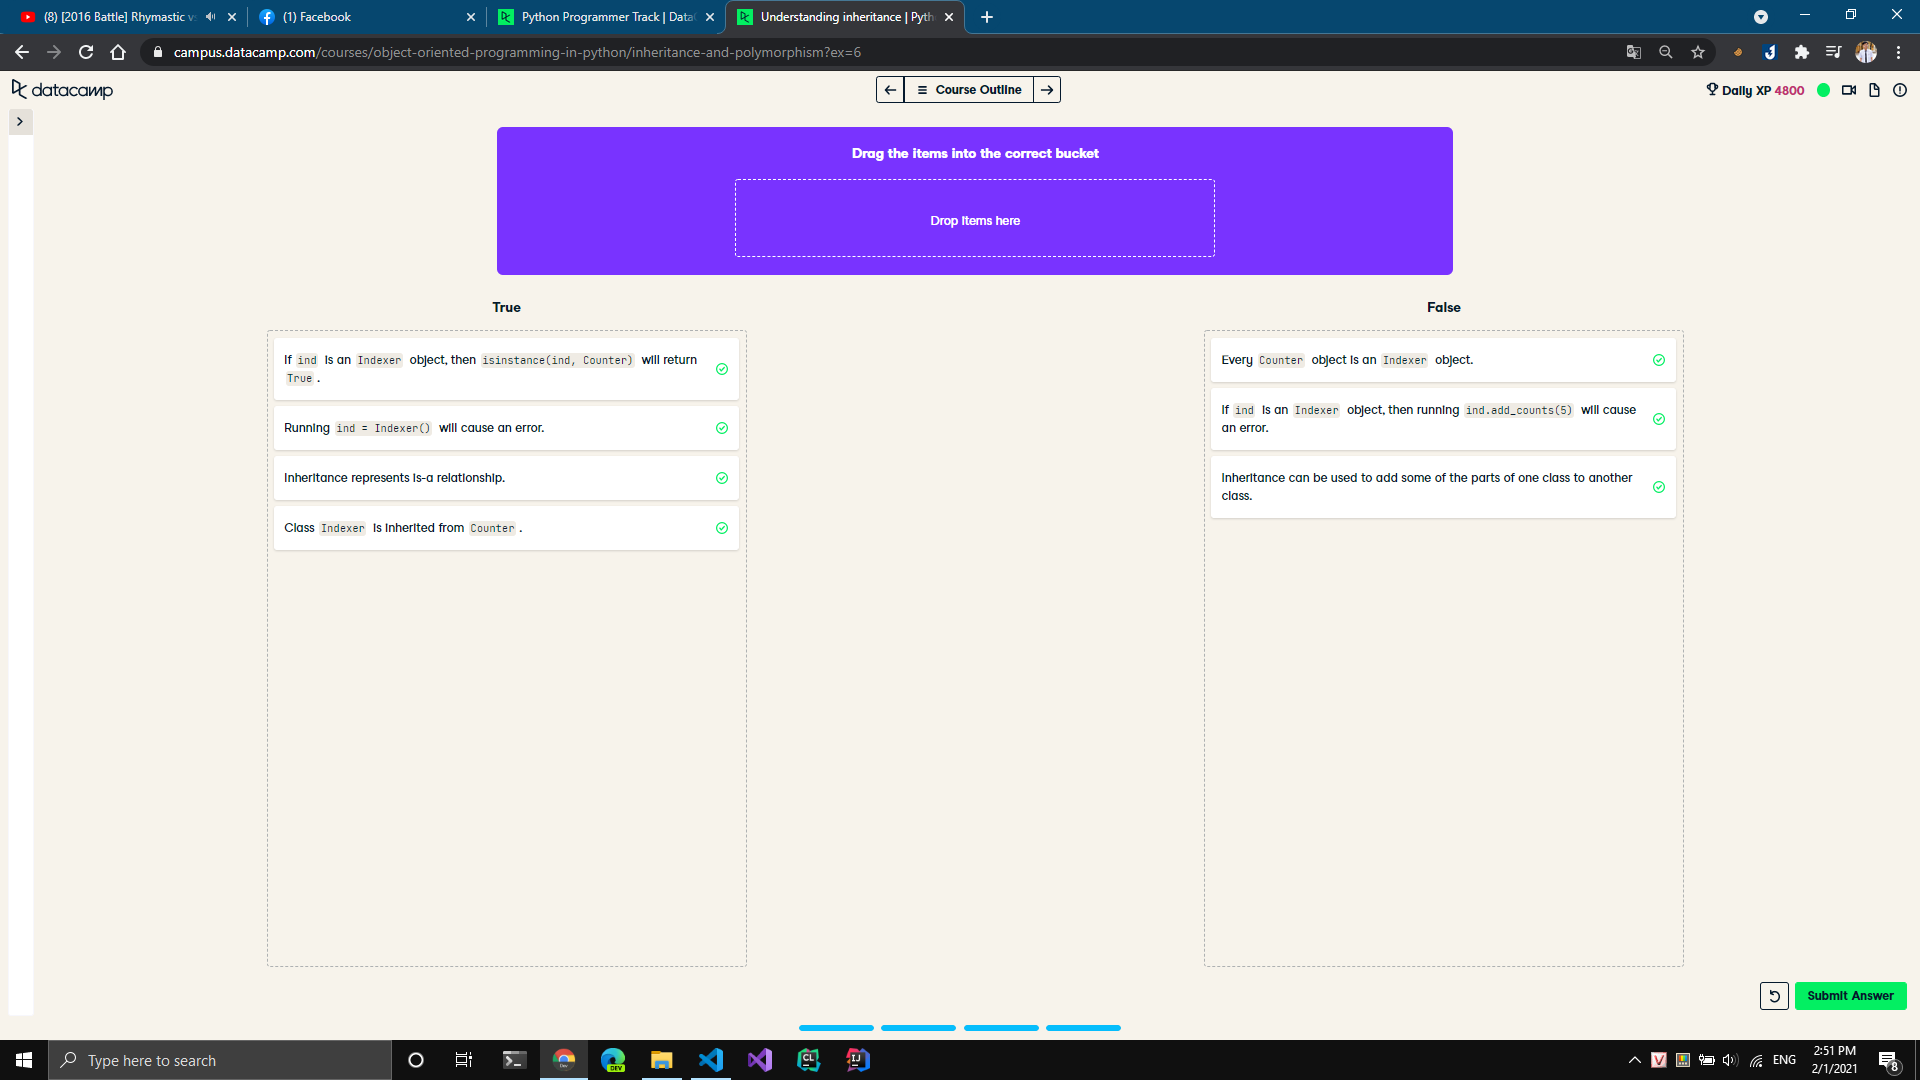 (8) [2016 Battle] Rhymastic vs
(1) Facebook
Python Programmer Track | Data
Understanding inheritance | Pyth
campus.datacamp.com/courses/object-oriented-programming-in-python/inheritance-and-polymorphism?ex=6
datacamp
Course Outline
Daily XP 4800
Drag the items into the correct bucket
Drop items here
True
If ind is an Indexer object, then isinstance(ind, Counter) will return
True .
Running ind = Indexer() will cause an error.
Inheritance represents is-a relationship.
Class Indexer is inherited from Counter .
False
Every Counter object is an Indexer object.
If ind is an Indexer object, then running ind.add_counts(5) will cause
an error.
Inheritance can be used to add some of the parts of one class to another
class.
Submit Answer
Type here to search
DEV
CL
IJ
ENG
2:51 PM
2/1/2021
8